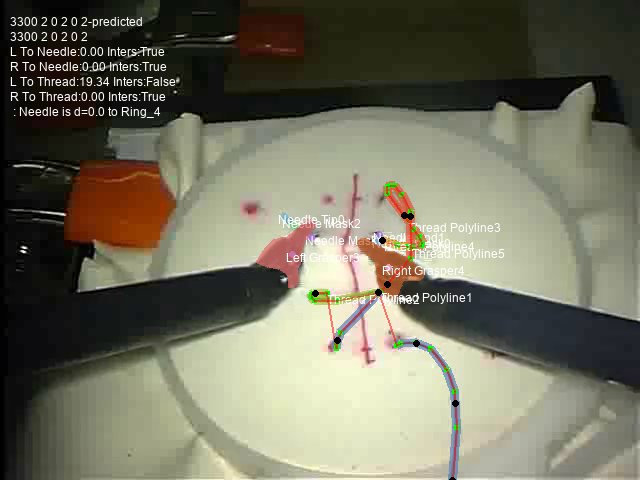 3300 2 0 2 0 2-predicted
3300 2 0 2 0 2
L To Needle:0.00 Inters:True
R To Needle:0.00 Inters:True
L To Thread:19.34 Inters:False
R To Thread:0.00 Inters:True
: Needle is d=0.0 to Ring_4
Needle Tip0
Needle Mask2
Thread Polyline3
Needle Mask
Thread Polyline5
Left Grasper3
Right Grasper4
Thread Polyline1